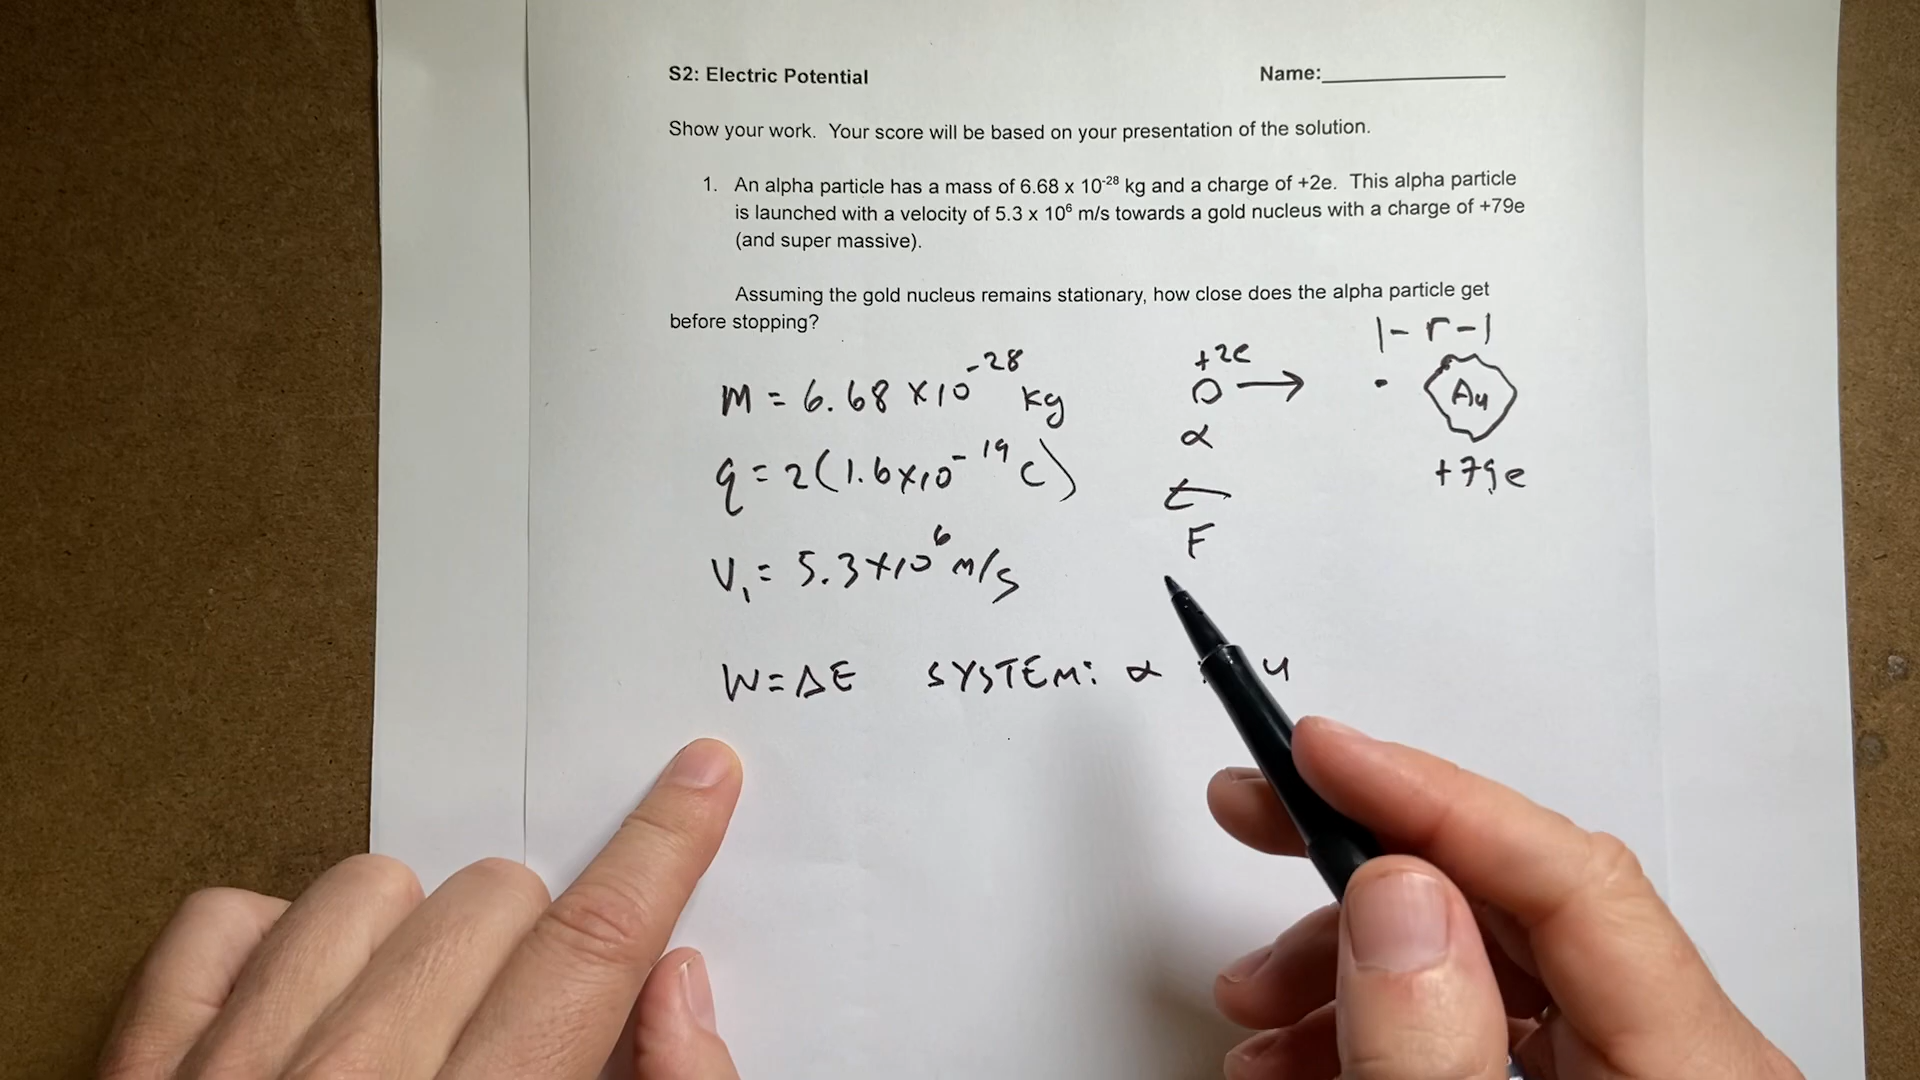 S2: Electric Potential Name:
Show your work. Your score will be based on your presentation of the solution.
1. An alpha particle has a mass of 6.68 x 10⁻²⁸ kg and a charge of +2e. This alpha particle
is launched with a velocity of 5.3 x 10⁶ m/s towards a gold nucleus with a charge of +79e
(and super massive).
Assuming the gold nucleus remains stationary, how close does the alpha particle get
before stopping?
|- r -|
+2e
m = 6.68 x10⁻²⁸ kg
Au
α
q = 2(1.6x10⁻¹⁹ C)
+79e
F
V₁ = 5.3x10⁶ m/s
W=ΔE SYSTEM: α